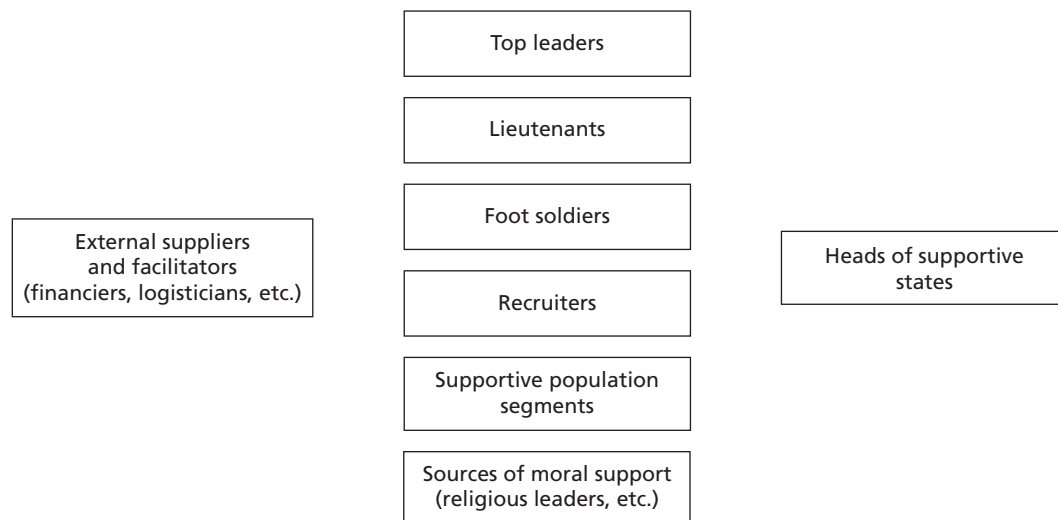 Top leaders
Lieutenants
Foot soldiers
External suppliers
and facilitators
(financiers, logisticians, etc.)
Heads of supportive
states
Recruiters
Supportive population
segments
Sources of moral support
(religious leaders, etc.)